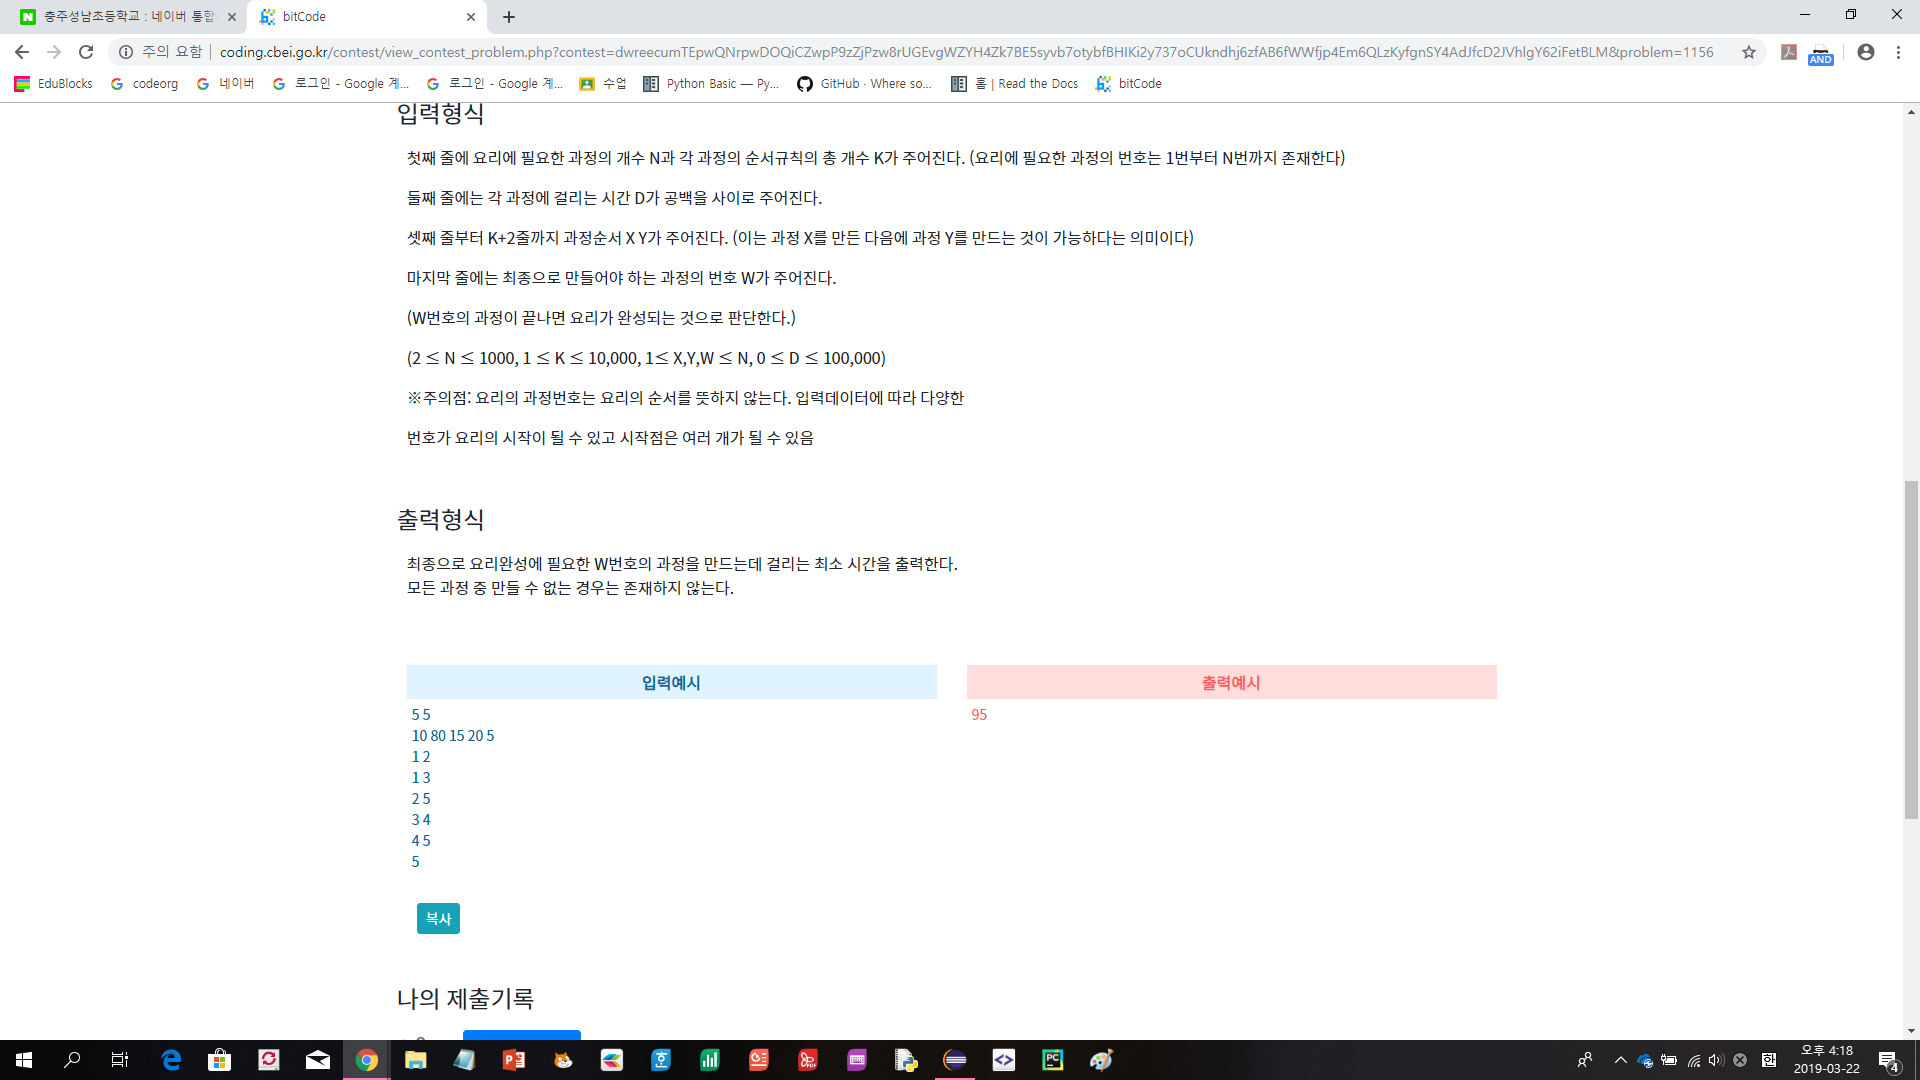 충주성남초등학교 : 네이버 통합
bitCode
주의 요함
coding.cbei.go.kr/contest/view_contest_problem.php?contest=dwreecumTEpwQNrpwDOQiCZwpP9zZjPzw8rUGEvgWZYH4Zk7BE5syvb7otybfBHIKi2y737oCUkndhj6zfAB6fWWfjp4Em6QLzKyfgnSY4AdJfcD2JVhlgY62iFetBLM&problem=1156
AND
EduBlocks
codeorg
네이버
로그인 - Google 계...
로그인 - Google 계...
수업
Python Basic — Py...
GitHub · Where so...
홈 | Read the Docs
bitCode
입력형식
첫째 줄에 요리에 필요한 과정의 개수 N과 각 과정의 순서규칙의 총 개수 K가 주어진다. (요리에 필요한 과정의 번호는 1번부터 N번까지 존재한다)
둘째 줄에는 각 과정에 걸리는 시간 D가 공백을 사이로 주어진다.
셋째 줄부터 K+2줄까지 과정순서 X Y가 주어진다. (이는 과정 X를 만든 다음에 과정 Y를 만드는 것이 가능하다는 의미이다)
마지막 줄에는 최종으로 만들어야 하는 과정의 번호 W가 주어진다.
(W번호의 과정이 끝나면 요리가 완성되는 것으로 판단한다.)
(2 ≤ N ≤ 1000, 1 ≤ K ≤ 10,000, 1≤ X,Y,W ≤ N, 0 ≤ D ≤ 100,000)
※주의점: 요리의 과정번호는 요리의 순서를 뜻하지 않는다. 입력데이터에 따라 다양한
번호가 요리의 시작이 될 수 있고 시작점은 여러 개가 될 수 있음
출력형식
최종으로 요리완성에 필요한 W번호의 과정을 만드는데 걸리는 최소 시간을 출력한다.
모든 과정 중 만들 수 없는 경우는 존재하지 않는다.
입력예시
5 5
10 80 15 20 5
1 2
1 3
2 5
3 4
4 5
5
출력예시
95
복사
나의 제출기록
오후 4:18
2019-03-22
4